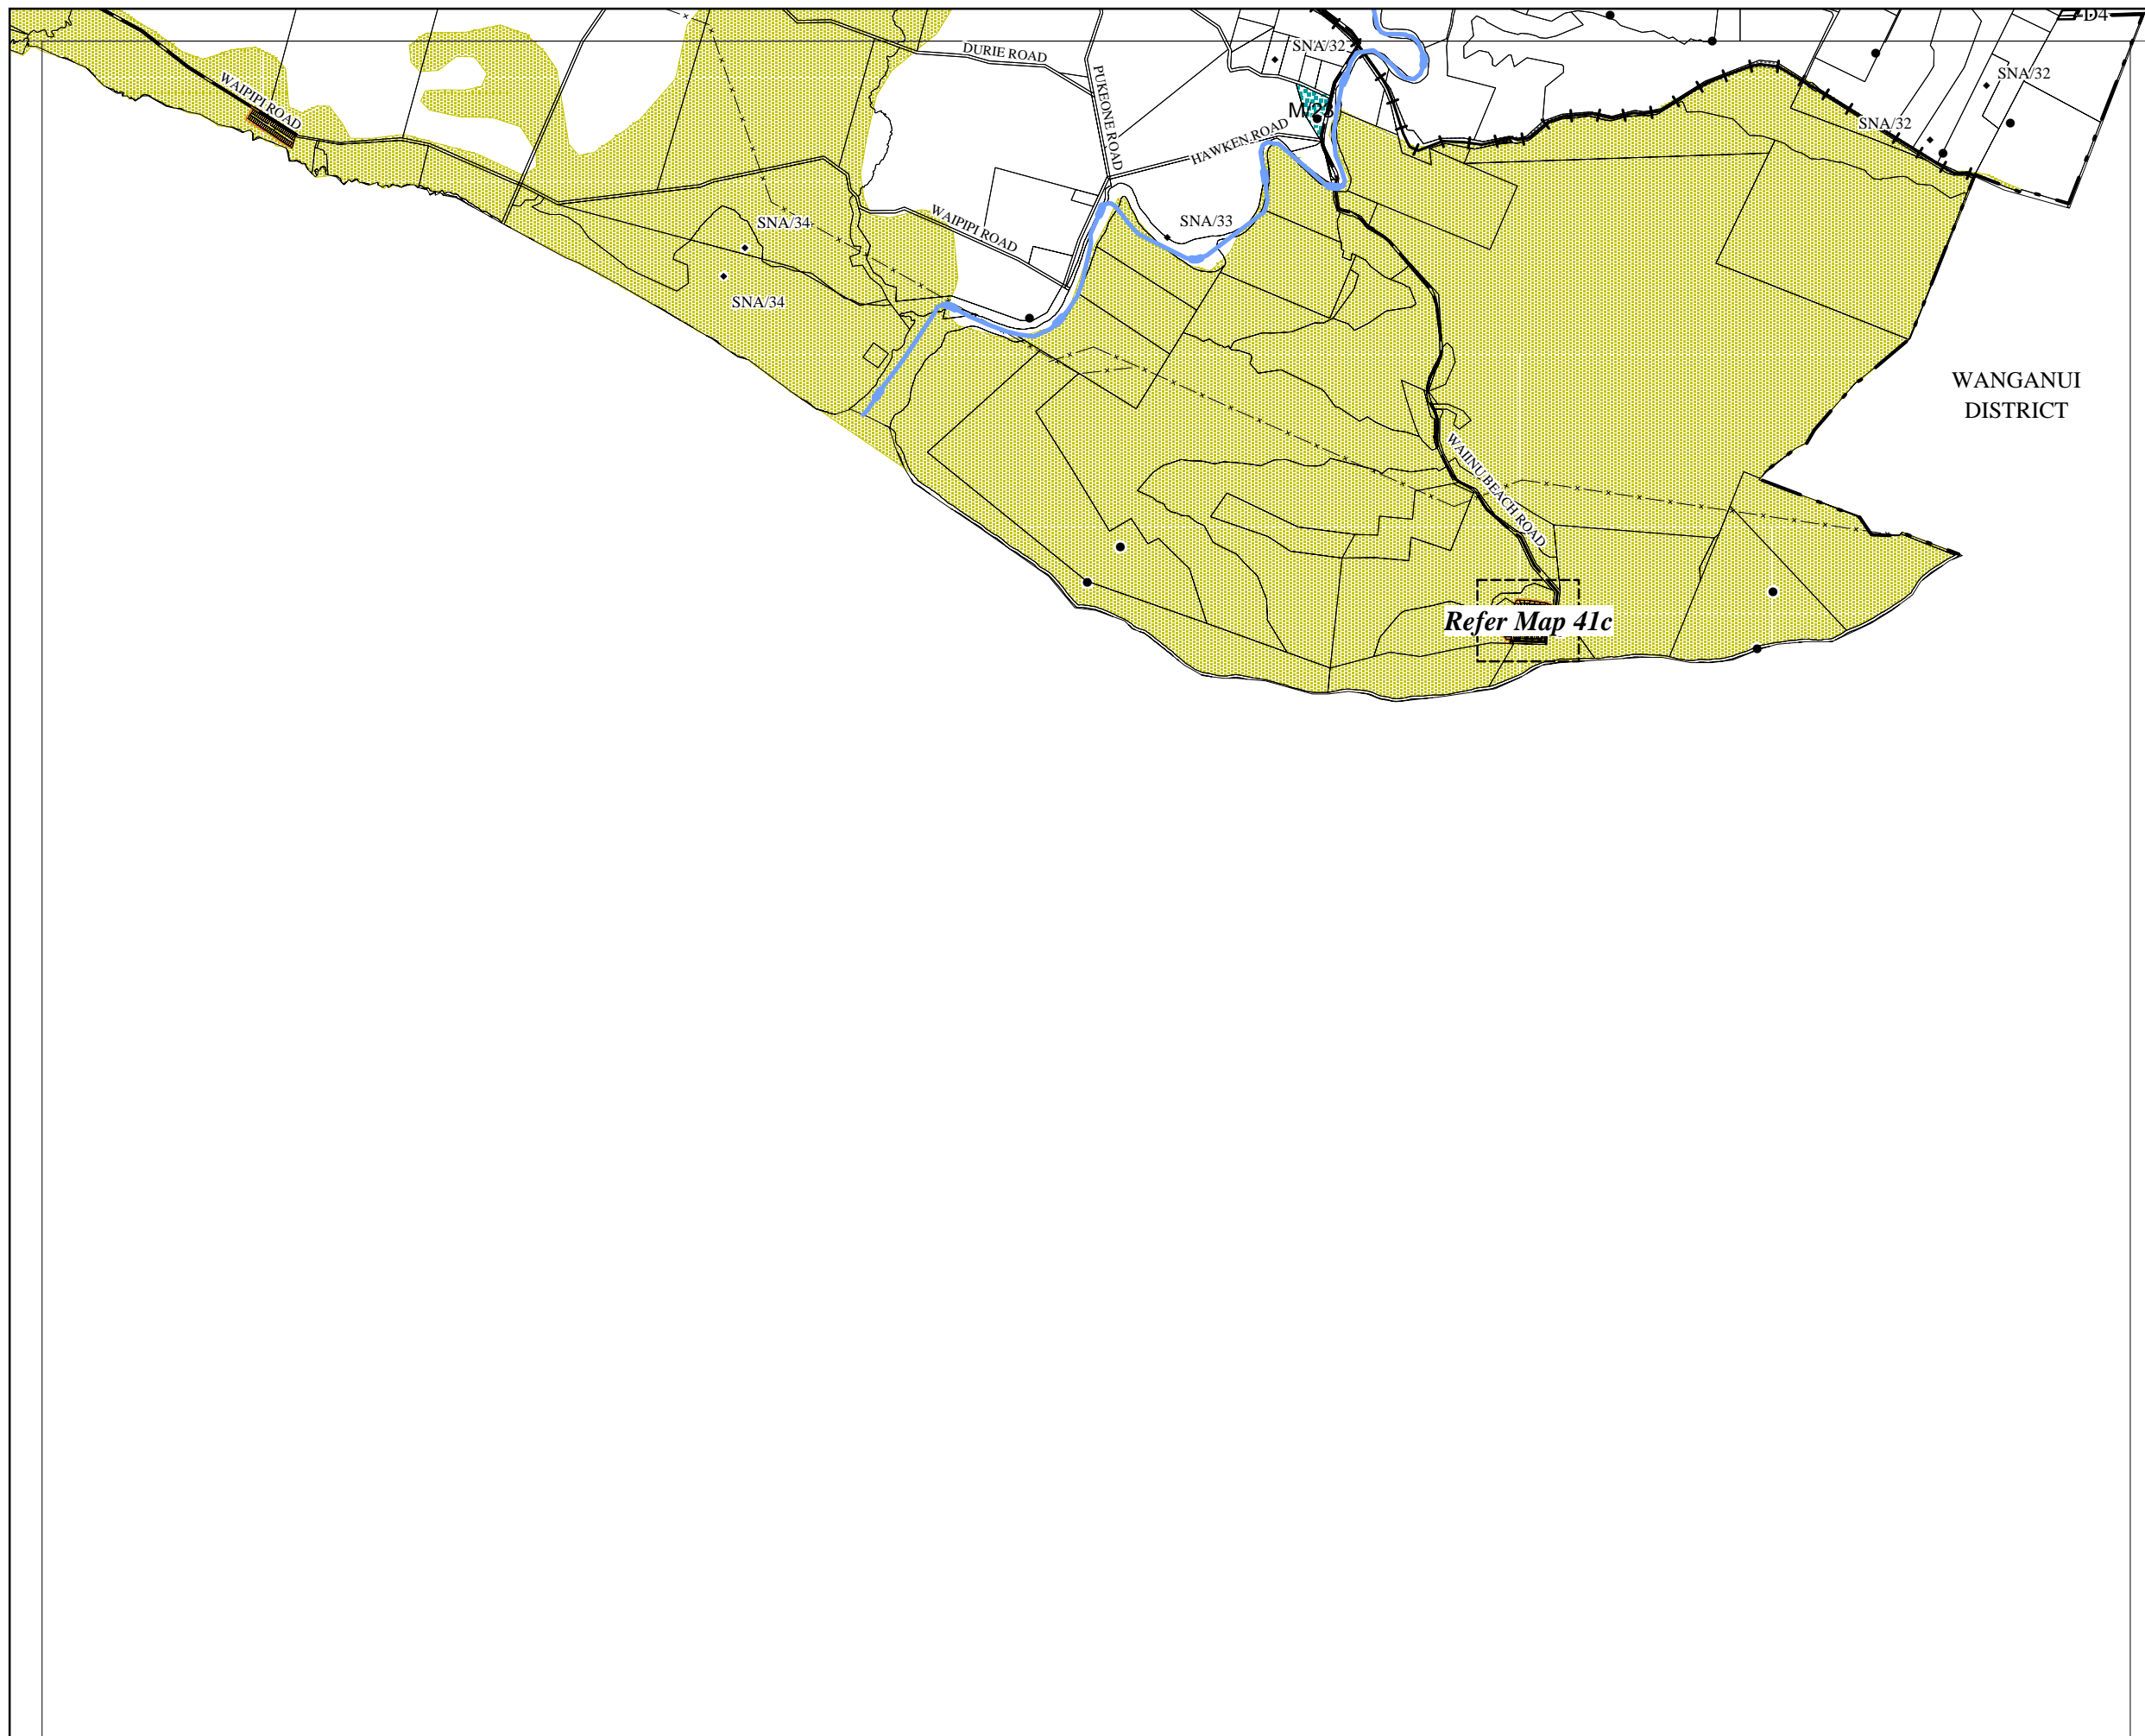 D4
DURIE ROAD
SNA/32
PUKEONE ROAD
SNA/32
WAIPIPI ROAD
SNA/32
HAWKEN ROAD
SNA/34
WAIPIPI ROAD
SNA/33
SNA/34
WANGANUI
DISTRICT
WAIINU BEACH ROAD
Refer Map 41c